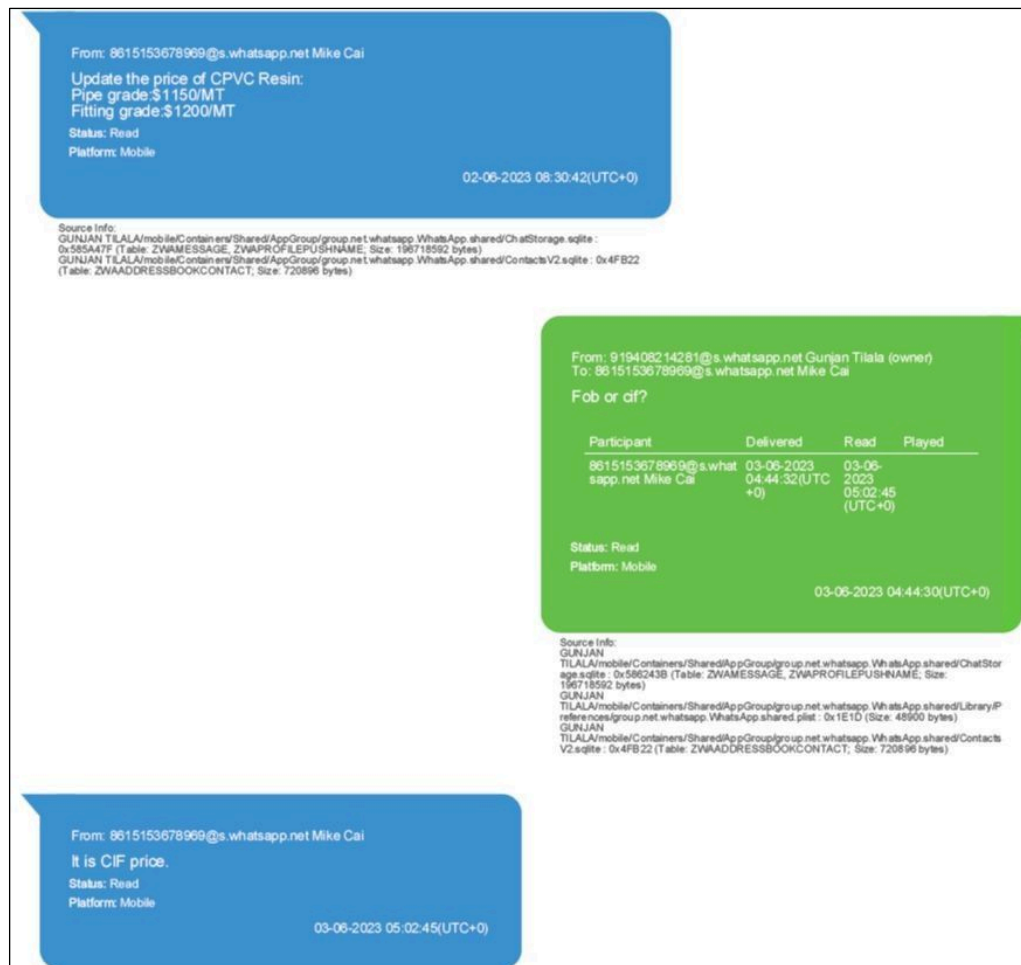 From: 8615153678969@s.whatsapp.net Mike Cai
Update the price of CPVC Resin:
Pipe grade:$1150/MT
Fitting grade:$1200/MT
Status: Read
Platform: Mobile
02-06-2023 08:30:42(UTC+0)
Source Info:
GUNJAN TILALA/mobile/Containers/Shared/AppGroup/group.net.whatsapp.WhatsApp.shared/ChatStorage.sqlite :
0x585A47F (Table: ZWAMESSAGE, ZWAPROFILEPUSHNAME; Size: 196718592 bytes)
GUNJAN TILALA/mobile/Containers/Shared/AppGroup/group.net.whatsapp.WhatsApp.shared/ContactsV2.sqlite : 0x4FB22
(Table: ZWAADDRESSBOOKCONTACT; Size: 720896 bytes)
From: 919408214281@s.whatsapp.net Gunjan Tilala (owner)
To: 8615153678969@s.whatsapp.net Mike Cai
Fob or cif?
Participant Delivered Read Played
8615153678969@s.what 03-06-2023 03-06-
sapp.net Mike Cai 04:44:32(UTC 2023
+0) 05:02:45
(UTC+0)
Status: Read
Platform: Mobile
03-06-2023 04:44:30(UTC+0)
Source Info:
GUNJAN
TILALA/mobile/Containers/Shared/AppGroup/group.net.whatsapp.WhatsApp.shared/ChatStor
age.sqlite : 0x586243B (Table: ZWAMESSAGE, ZWAPROFILEPUSHNAME; Size:
196718592 bytes)
GUNJAN
TILALA/mobile/Containers/Shared/AppGroup/group.net.whatsapp.WhatsApp.shared/Library/P
references/group.net.whatsapp.WhatsApp.shared.plist : 0x1E1D (Size: 48900 bytes)
GUNJAN
TILALA/mobile/Containers/Shared/AppGroup/group.net.whatsapp.WhatsApp.shared/Contacts
V2.sqlite : 0x4FB22 (Table: ZWAADDRESSBOOKCONTACT; Size: 720896 bytes)
From: 8615153678969@s.whatsapp.net Mike Cai
It is CIF price.
Status: Read
Platform: Mobile
03-06-2023 05:02:45(UTC+0)